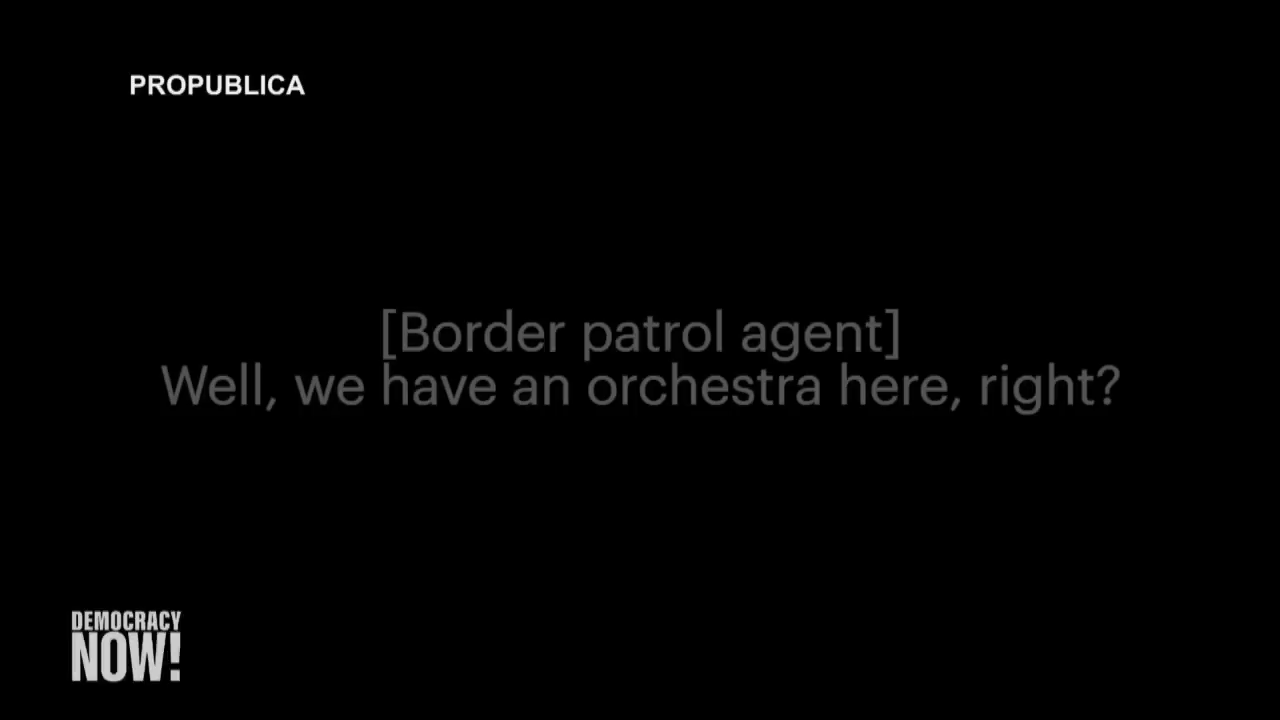 PROPUBLICA
[Border patrol agent]
Well, we have an orchestra here, right?
DEMOCRACY
NOW!